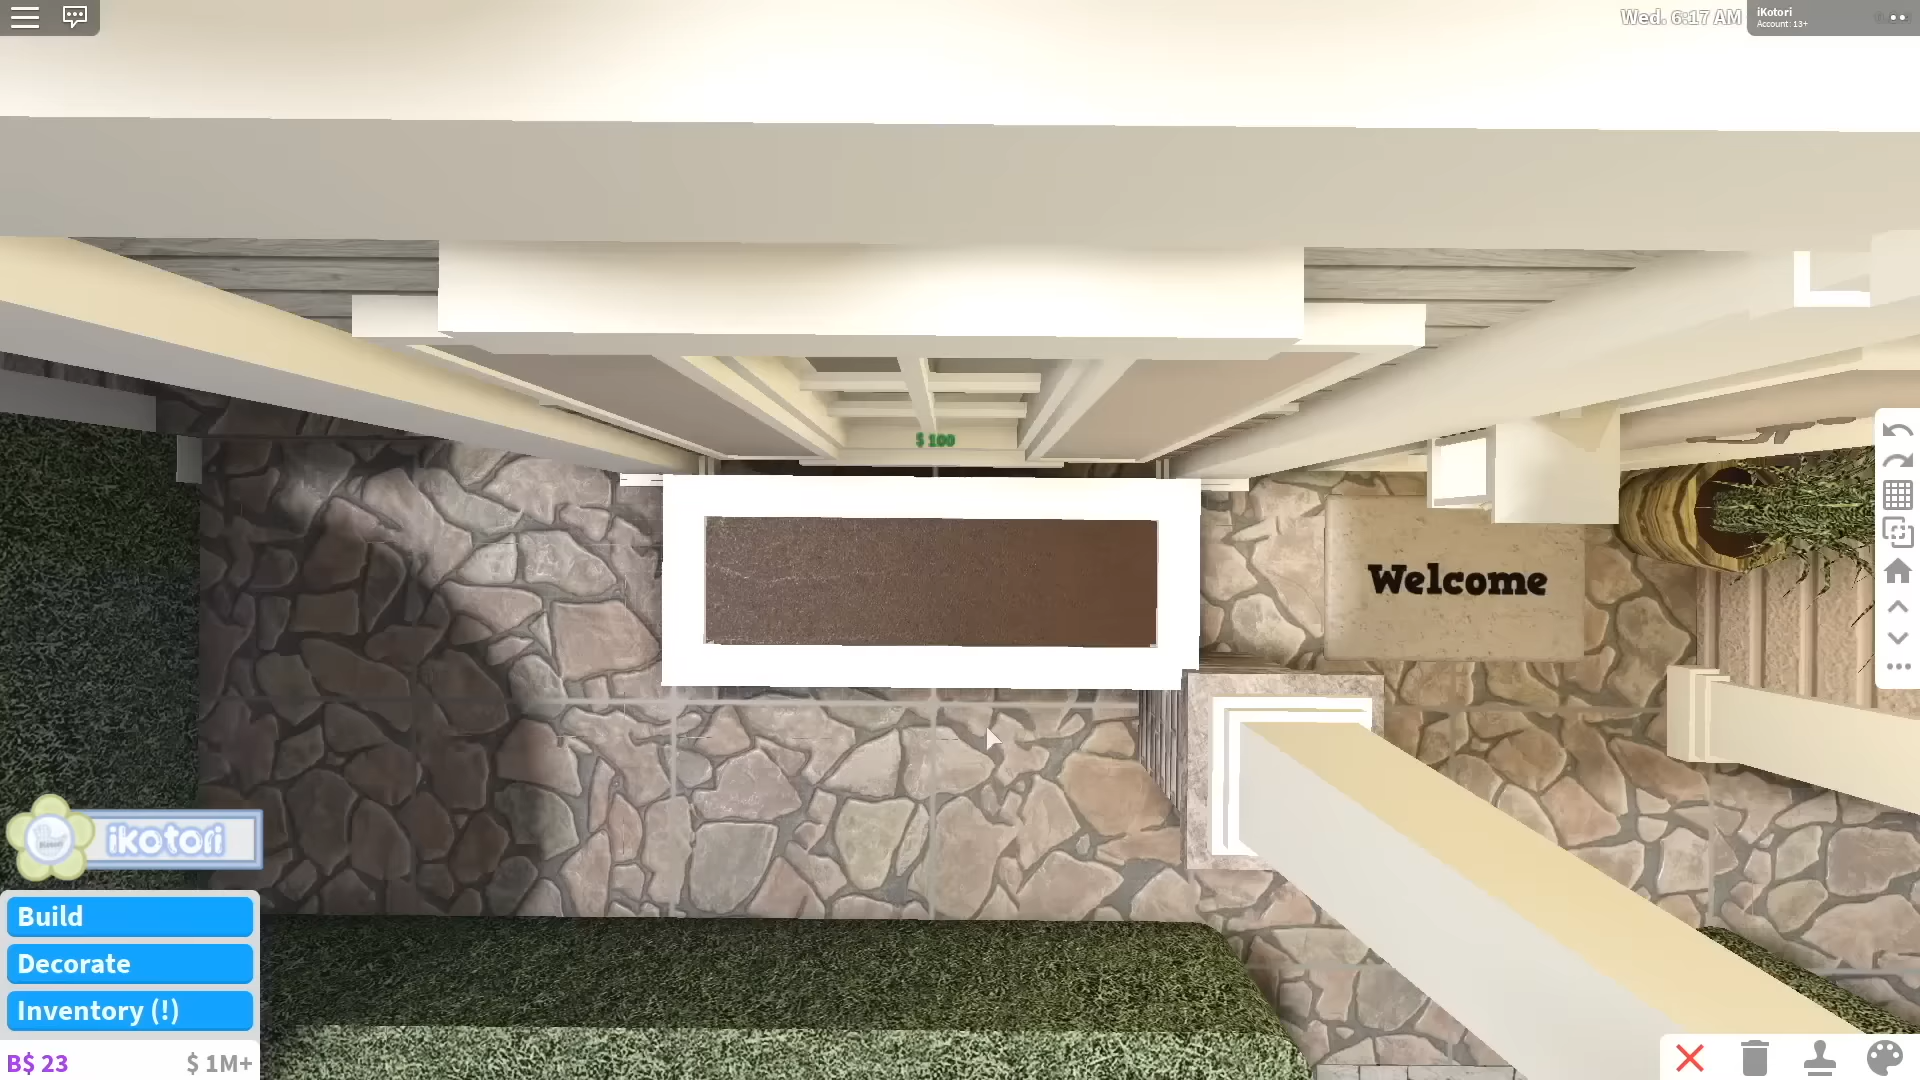 Wed. 6:17 AM
iKotori
Account: 13+
$ 100
Welcome
ikotori
Build
Decorate
Inventory (!)
B$ 23
$ 1M+